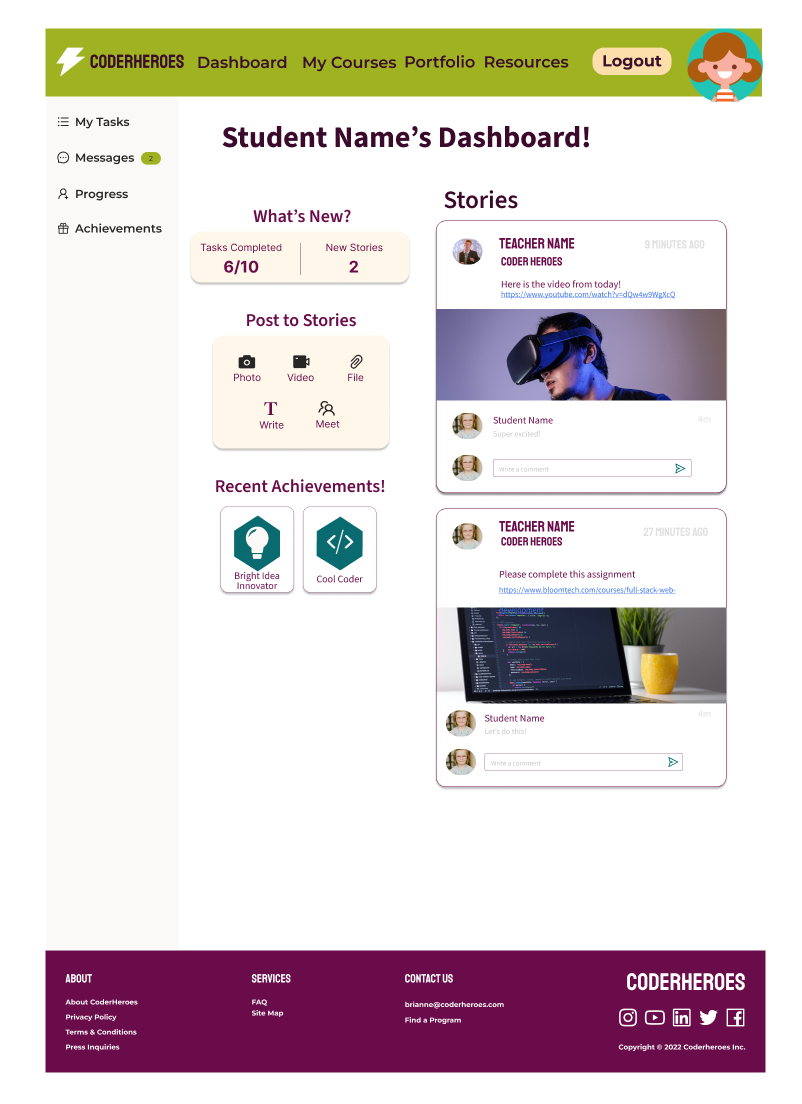 CODERHEROES
Dashboard
My Courses
Portfolio
Resources
Logout
My Tasks
Messages 2
Progress
Achievements
Student Name’s Dashboard!
What’s New?
Tasks Completed
6/10
New Stories
2
Post to Stories
Photo
Video
File
T
Write
Meet
Recent Achievements!
Bright Idea
Innovator
</>
Cool Coder
Stories
TEACHER NAME
9 MINUTES AGO
CODER HEROES
Here is the video from today!
https://www.youtube.com/watch?v=dQw4w9WgXcQ
Student Name
4m
Super excited!
Write a comment
TEACHER NAME
27 MINUTES AGO
CODER HEROES
Please complete this assignment
https://www.bloomtech.com/courses/full-stack-web-
development
Student Name
4m
Let's do this!
Write a comment
ABOUT
About CoderHeroes
Privacy Policy
Terms & Conditions
Press Inquiries
SERVICES
FAQ
Site Map
CONTACT US
brianne@coderheroes.com
Find a Program
CODERHEROES
Copyright © 2022 Coderheroes Inc.